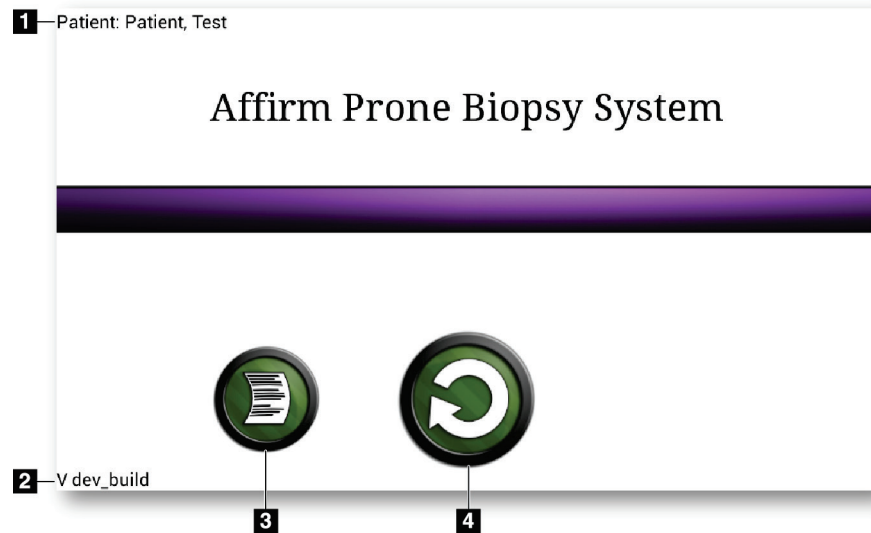 1 Patient: Patient, Test
Affirm Prone Biopsy System
2 V dev_build
3 4